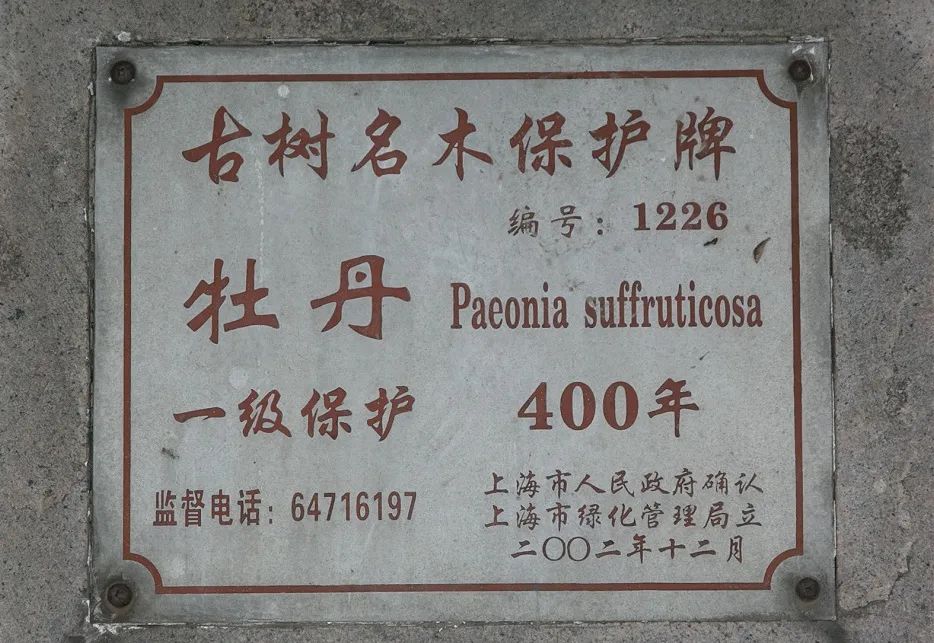 古树名木保护牌
编号：1226
牡丹 Paeonia suffruticosa
一级保护 400年
监督电话：64716197
上海市人民政府确认
上海市绿化管理局立
二〇〇二年十二月